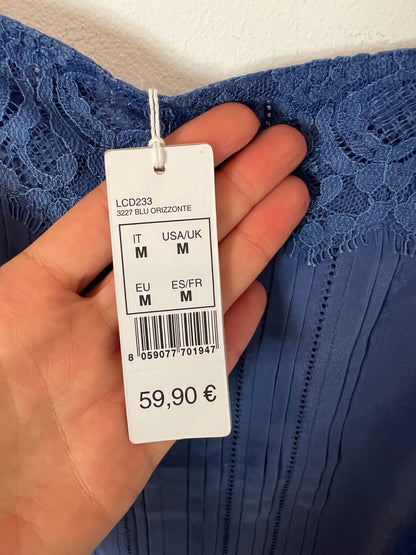 LCD233
3227 BLU ORIZZONTE
IT USA/UK
M M
EU ES/FR
M M
8 059077 701947
59,90 €